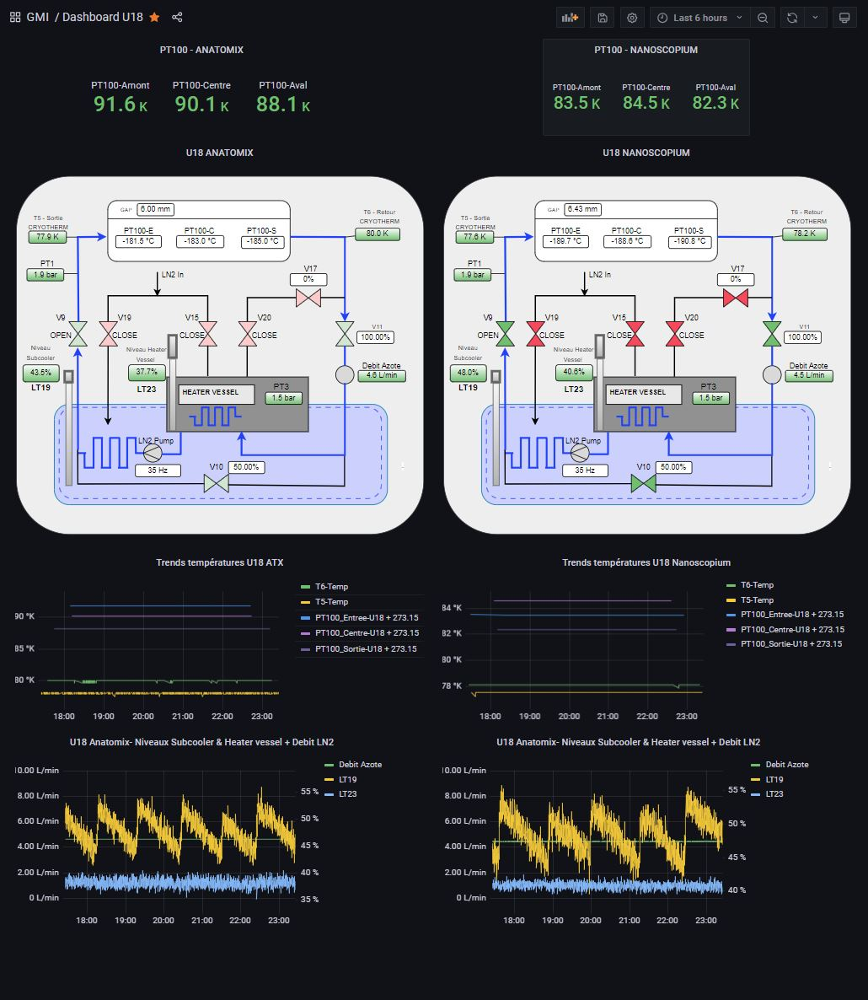 GMI / Dashboard U18
Last 6 hours
PT100 - ANATOMIX
PT100-Amont PT100-Centre PT100-Aval
91.6 K 90.1 K 88.1 K
PT100 - NANOSCOPIUM
PT100-Amont PT100-Centre PT100-Aval
83.5 K 84.5 K 82.3 K
U18 ANATOMIX
GAP 6.00 mm
T5 - Sortie
CRYOTHERM
77.9 K
T6 - Retour
CRYOTHERM
80.0 K
PT100-E PT100-C PT100-S
-181.5 °C -183.0 °C -185.0 °C
PT1
1.9 bar
LN2 In
V17
0%
V9 V19 V15 V20 V11
OPEN CLOSE CLOSE CLOSE 100.00%
Niveau
Subcooler
43.5%
LT19
Niveau Heater
Vessel
37.7%
LT23
Debit Azote
4.6 L/min
HEATER VESSEL
PT3
1.5 bar
LN2 Pump
35 Hz
V10 50.00%
U18 NANOSCOPIUM
GAP 6.43 mm
T5 - Sortie
CRYOTHERM
77.6 K
T6 - Retour
CRYOTHERM
78.2 K
PT100-E PT100-C PT100-S
-189.7 °C -188.6 °C -190.8 °C
PT1
1.9 bar
LN2 In
V17
0%
V9 V19 V15 V20 V11
OPEN CLOSE CLOSE CLOSE 100.00%
Niveau
Subcooler
48.0%
LT19
Niveau Heater
Vessel
40.6%
LT23
Debit Azote
4.5 L/min
HEATER VESSEL
PT3
1.5 bar
LN2 Pump
35 Hz
V10 50.00%
Trends températures U18 ATX
90 °K
85 °K
80 °K
18:00 19:00 20:00 21:00 22:00 23:00
T6-Temp
T5-Temp
PT100_Entree-U18 + 273.15
PT100_Centre-U18 + 273.15
PT100_Sortie-U18 + 273.15
Trends températures U18 Nanoscopium
84 °K
82 °K
80 °K
78 °K
18:00 19:00 20:00 21:00 22:00 23:00
T6-Temp
T5-Temp
PT100_Entree-U18 + 273.15
PT100_Centre-U18 + 273.15
PT100_Sortie-U18 + 273.15
U18 Anatomix- Niveaux Subcooler & Heater vessel + Debit LN2
10.00 L/min
8.00 L/min
6.00 L/min
4.00 L/min
2.00 L/min
0 L/min
55 %
50 %
45 %
40 %
35 %
18:00 19:00 20:00 21:00 22:00 23:00
Debit Azote
LT19
LT23
U18 Anatomix- Niveaux Subcooler & Heater vessel + Debit LN2
10.00 L/min
8.00 L/min
6.00 L/min
4.00 L/min
2.00 L/min
0 L/min
55 %
50 %
45 %
40 %
18:00 19:00 20:00 21:00 22:00 23:00
Debit Azote
LT19
LT23